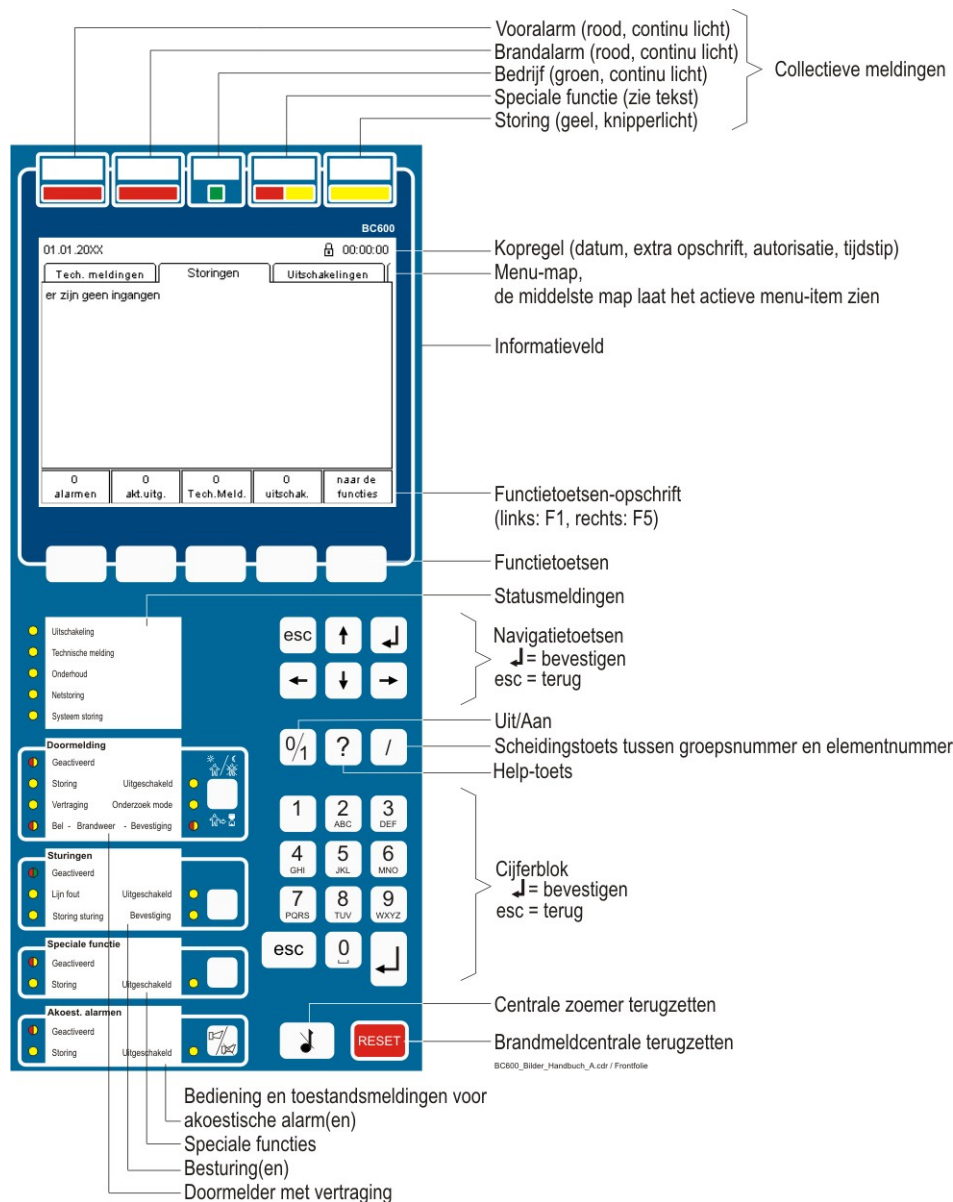 Vooralarm (rood, continu licht)
Brandalarm (rood, continu licht)
Bedrijf (groen, continu licht)
Speciale functie (zie tekst)
Storing (geel, knipperlicht)
Collectieve meldingen
BC600
01.01.20XX 00:00:00
Tech. meldingen Storingen Uitschakelingen
er zijn geen ingangen
0 alarmen
0 akt.uitg.
0 Tech.Meld.
0 uitschak.
naar de functies
Kopregel (datum, extra opschrift, autorisatie, tijdstip)
Menu-map,
de middelste map laat het actieve menu-item zien
Informatieveld
Functietoetsen-opschrift
(links: F1, rechts: F5)
Functietoetsen
Statusmeldingen
Uitschakeling
Technische melding
Onderhoud
Netstoring
Systeem storing
esc ↑ ↲
← ↓ →
Navigatietoetsen
↲ = bevestigen
esc = terug
0/1 ? /
Uit/Aan
Scheidingstoets tussen groepsnummer en elementnummer
Help-toets
Doormelding
Geactiveerd
Storing Uitgeschakeld
Vertraging Onderzoek mode
Bel - Brandweer - Bevestiging
Sturingen
Geactiveerd
Lijn fout Uitgeschakeld
Storing sturing Bevestiging
Speciale functie
Geactiveerd
Storing Uitgeschakeld
Akoest. alarmen
Geactiveerd
Storing Uitgeschakeld
1 2 3
ABC DEF
4 5 6
GHI JKL MNO
7 8 9
PQRS TUV WXYZ
esc 0 ↲
Cijferblok
↲ = bevestigen
esc = terug
RESET
Centrale zoemer terugzetten
Brandmeldcentrale terugzetten
BC600_Bilder_Handbuch_A.cdr / Frontfolie
Bediening en toestandsmeldingen voor
akoestische alarm(en)
Speciale functies
Besturing(en)
Doormelder met vertraging